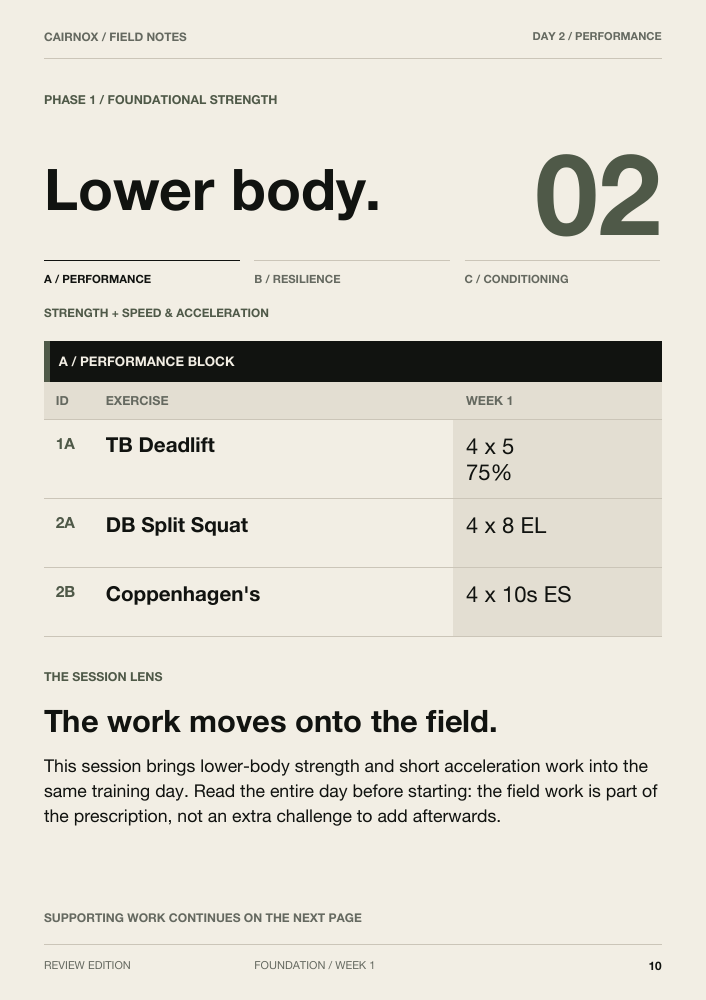 CAIRNOX / FIELD NOTES
DAY 2 / PERFORMANCE
PHASE 1 / FOUNDATIONAL STRENGTH
Lower body.
02
A / PERFORMANCE
B / RESILIENCE
C / CONDITIONING
STRENGTH + SPEED & ACCELERATION
A / PERFORMANCE BLOCK
ID EXERCISE WEEK 1
1A TB Deadlift 4 x 5
75%
2A DB Split Squat 4 x 8 EL
2B Coppenhagen's 4 x 10s ES
THE SESSION LENS
The work moves onto the field.
This session brings lower-body strength and short acceleration work into the
same training day. Read the entire day before starting: the field work is part of
the prescription, not an extra challenge to add afterwards.
SUPPORTING WORK CONTINUES ON THE NEXT PAGE
REVIEW EDITION
FOUNDATION / WEEK 1
10